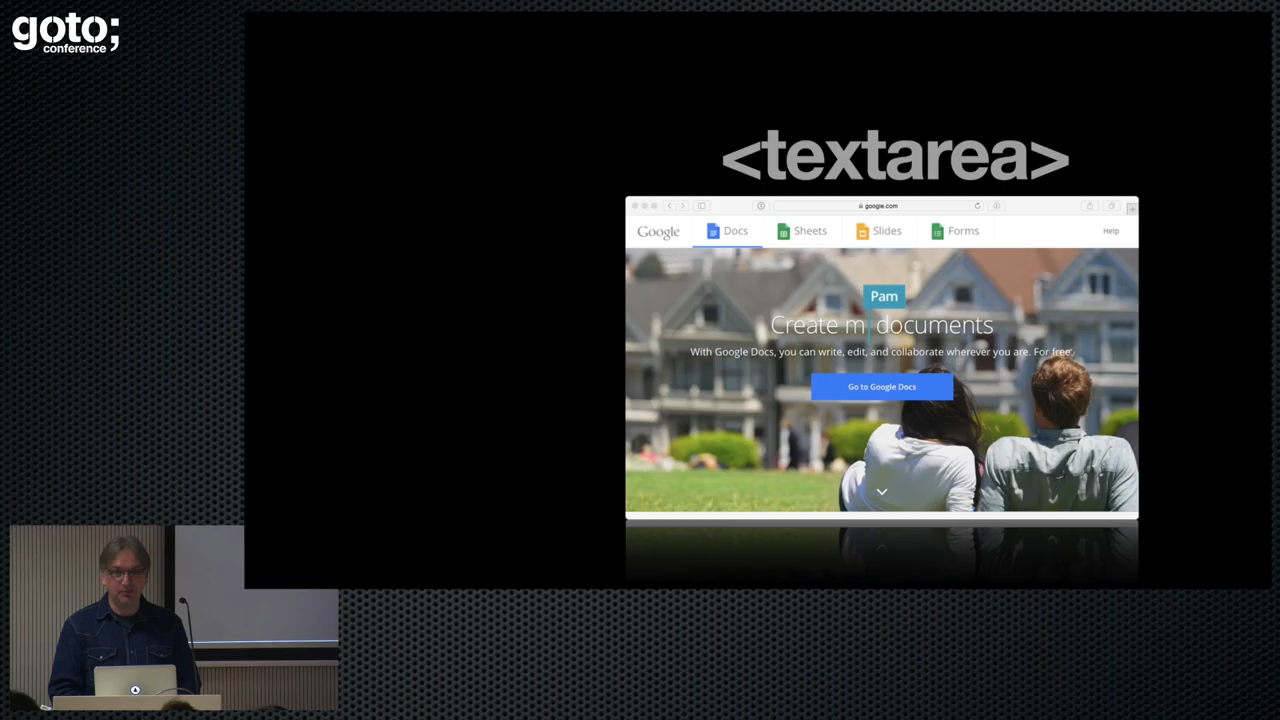 goto;
conference
<textarea>
google.com
Google
Docs
Sheets
Slides
Forms
Help
Pam
Create m documents
With Google Docs, you can write, edit, and collaborate wherever you are. For free.
Go to Google Docs